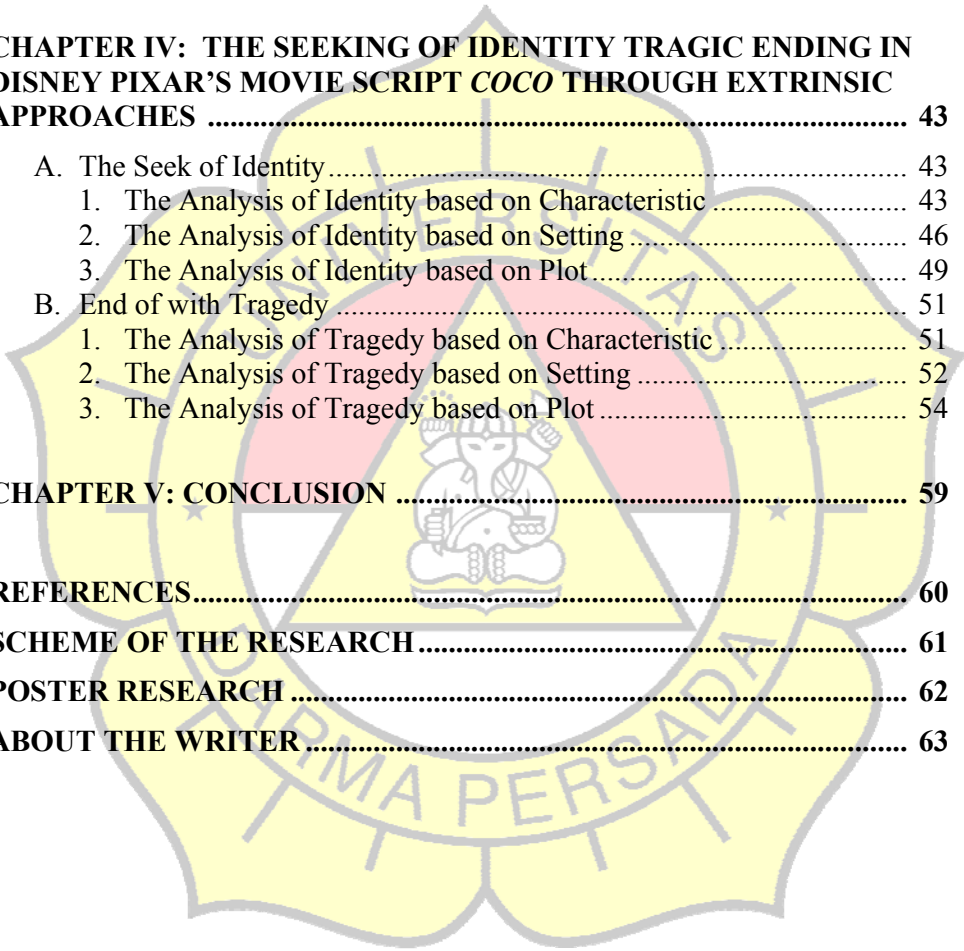 CHAPTER IV: THE SEEKING OF IDENTITY TRAGIC ENDING IN
DISNEY PIXAR'S MOVIE SCRIPT COCO THROUGH EXTRINSIC
APPROACHES .................................................. 43
A. The Seek of Identity .................................................. 43
1. The Analysis of Identity based on Characteristic .................................................. 43
2. The Analysis of Identity based on Setting .................................................. 46
3. The Analysis of Identity based on Plot .................................................. 49
B. End of with Tragedy .................................................. 51
1. The Analysis of Tragedy based on Characteristic .................................................. 51
2. The Analysis of Tragedy based on Setting .................................................. 52
3. The Analysis of Tragedy based on Plot .................................................. 54
CHAPTER V: CONCLUSION .................................................. 59
REFERENCES .................................................. 60
SCHEME OF THE RESEARCH .................................................. 61
POSTER RESEARCH .................................................. 62
ABOUT THE WRITER .................................................. 63
UNIVERSITAS
DARMA PERSADA